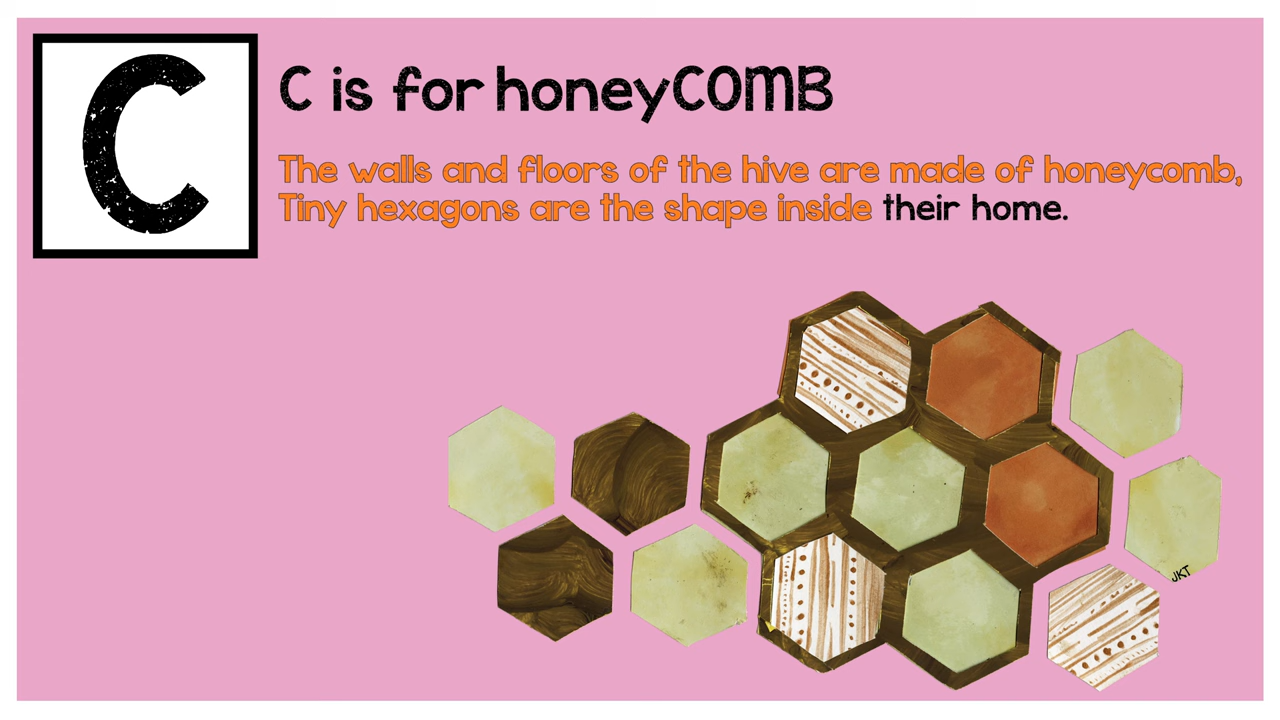 C
C is for honeyCOMB
The walls and floors of the hive are made of honeycomb,
Tiny hexagons are the shape inside their home.
JKT